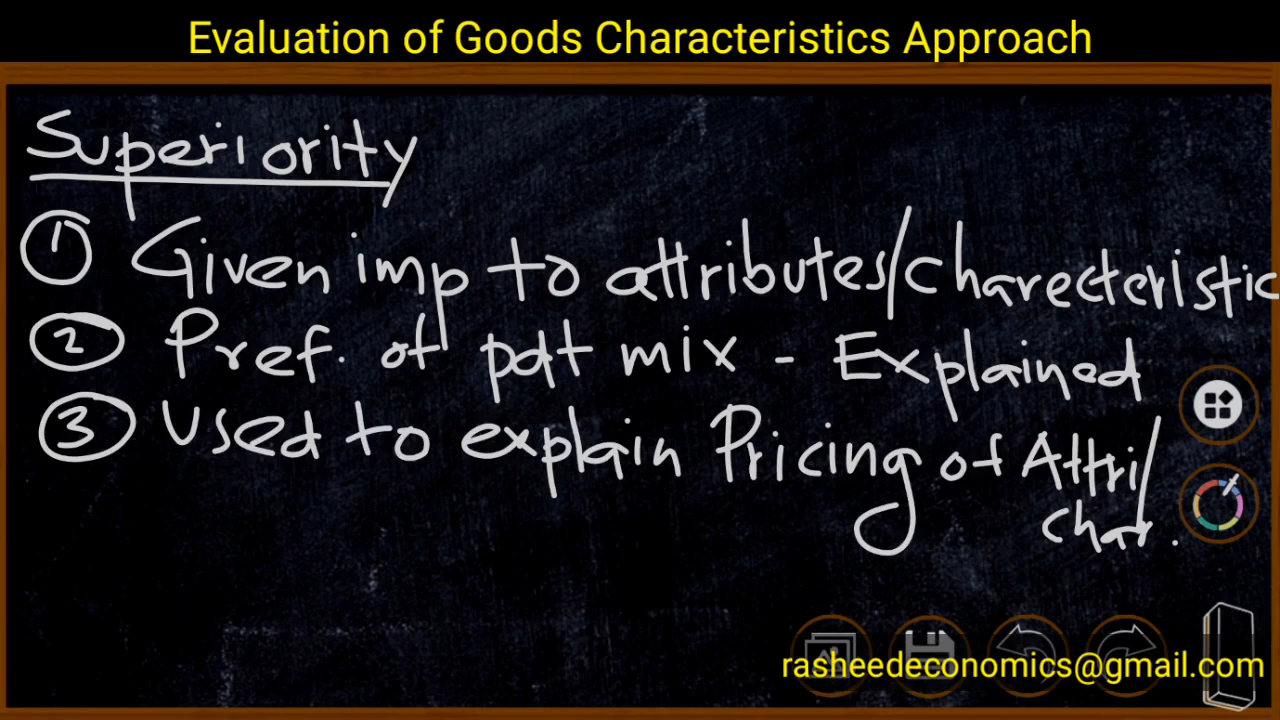 Evaluation of Goods Characteristics Approach
Superiority
① Given imp to attributes/charecteristic
② Pref. of pdt mix - Explained
③ Used to explain Pricing of Attri/
char.
rasheedeconomics@gmail.com